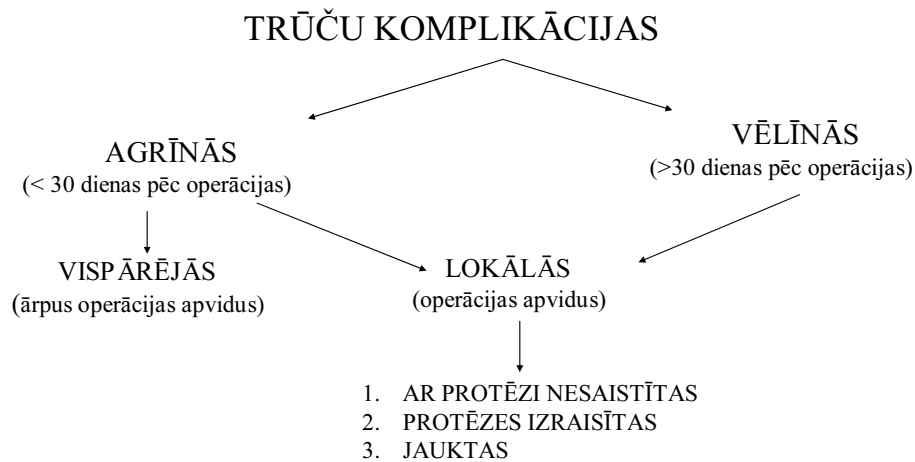 TRŪČU KOMPLIKĀCIJAS
AGRĪNĀS
(< 30 dienas pēc operācijas)
VĒLĪNĀS
(>30 dienas pēc operācijas)
VISPĀRĒJĀS
(ārpus operācijas apvidus)
LOKĀLĀS
(operācijas apvidus)
1. AR PROTĒZI NESAISTĪTAS
2. PROTĒZES IZRAISĪTAS
3. JAUKTAS